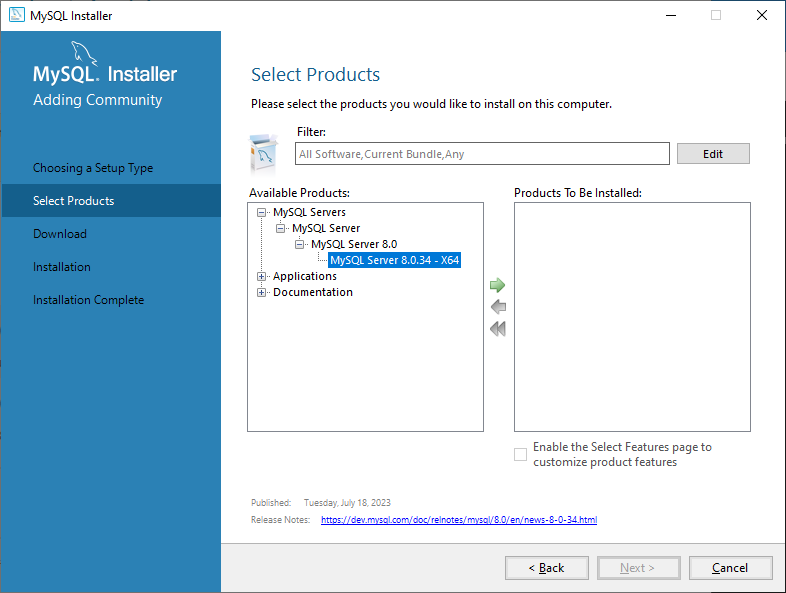 MySQL Installer
MySQL. Installer
Adding Community
Choosing a Setup Type
Select Products
Download
Installation
Installation Complete
Select Products
Please select the products you would like to install on this computer.
Filter:
All Software,Current Bundle,Any
Edit
Available Products:
MySQL Servers
MySQL Server
MySQL Server 8.0
MySQL Server 8.0.34 - X64
Applications
Documentation
Products To Be Installed:
Enable the Select Features page to
customize product features
Published: Tuesday, July 18, 2023
Release Notes: https://dev.mysql.com/doc/relnotes/mysql/8.0/en/news-8-0-34.html
< Back
Next >
Cancel